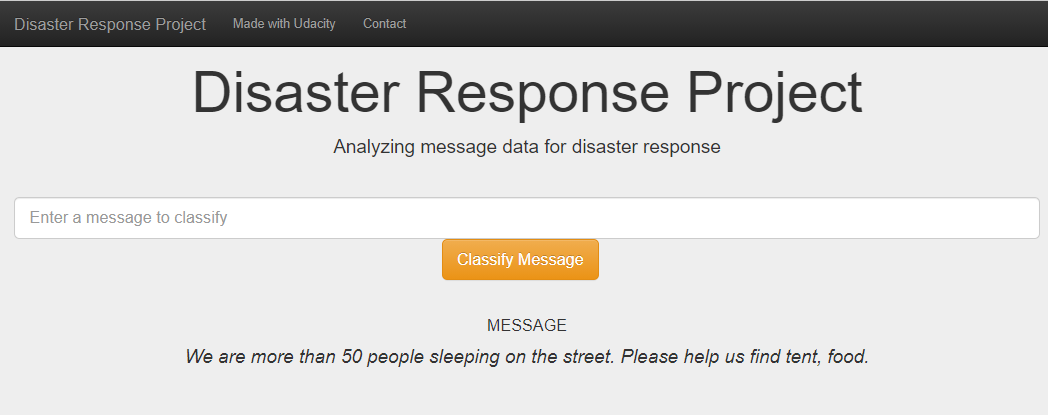 Disaster Response Project Made with Udacity Contact
Disaster Response Project
Analyzing message data for disaster response
Enter a message to classify
Classify Message
MESSAGE
We are more than 50 people sleeping on the street. Please help us find tent, food.